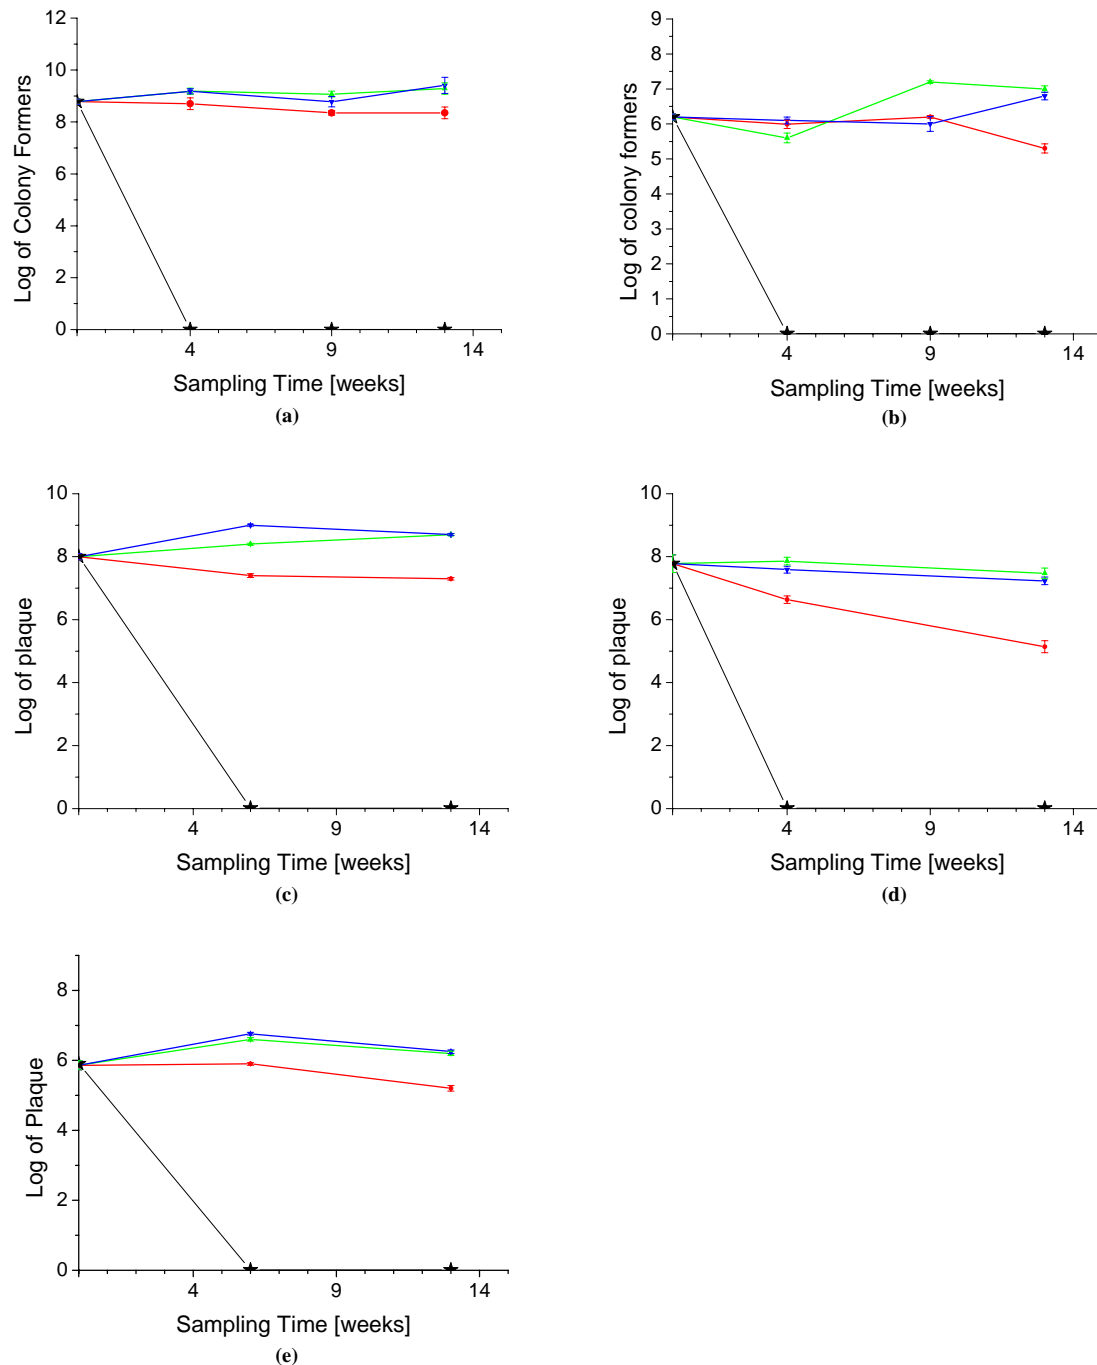 12
10
8
6
4
2
0
Log of Colony Formers
4 9 14
Sampling Time [weeks]
(a)
9
8
7
6
5
4
3
2
1
0
Log of colony formers
4 9 14
Sampling Time [weeks]
(b)
10
8
6
4
2
0
Log of plaque
4 9 14
Sampling Time [weeks]
(c)
10
8
6
4
2
0
Log of plaque
4 9 14
Sampling Time [weeks]
(d)
8
6
4
2
0
Log of Plaque
4 9 14
Sampling Time [weeks]
(e)